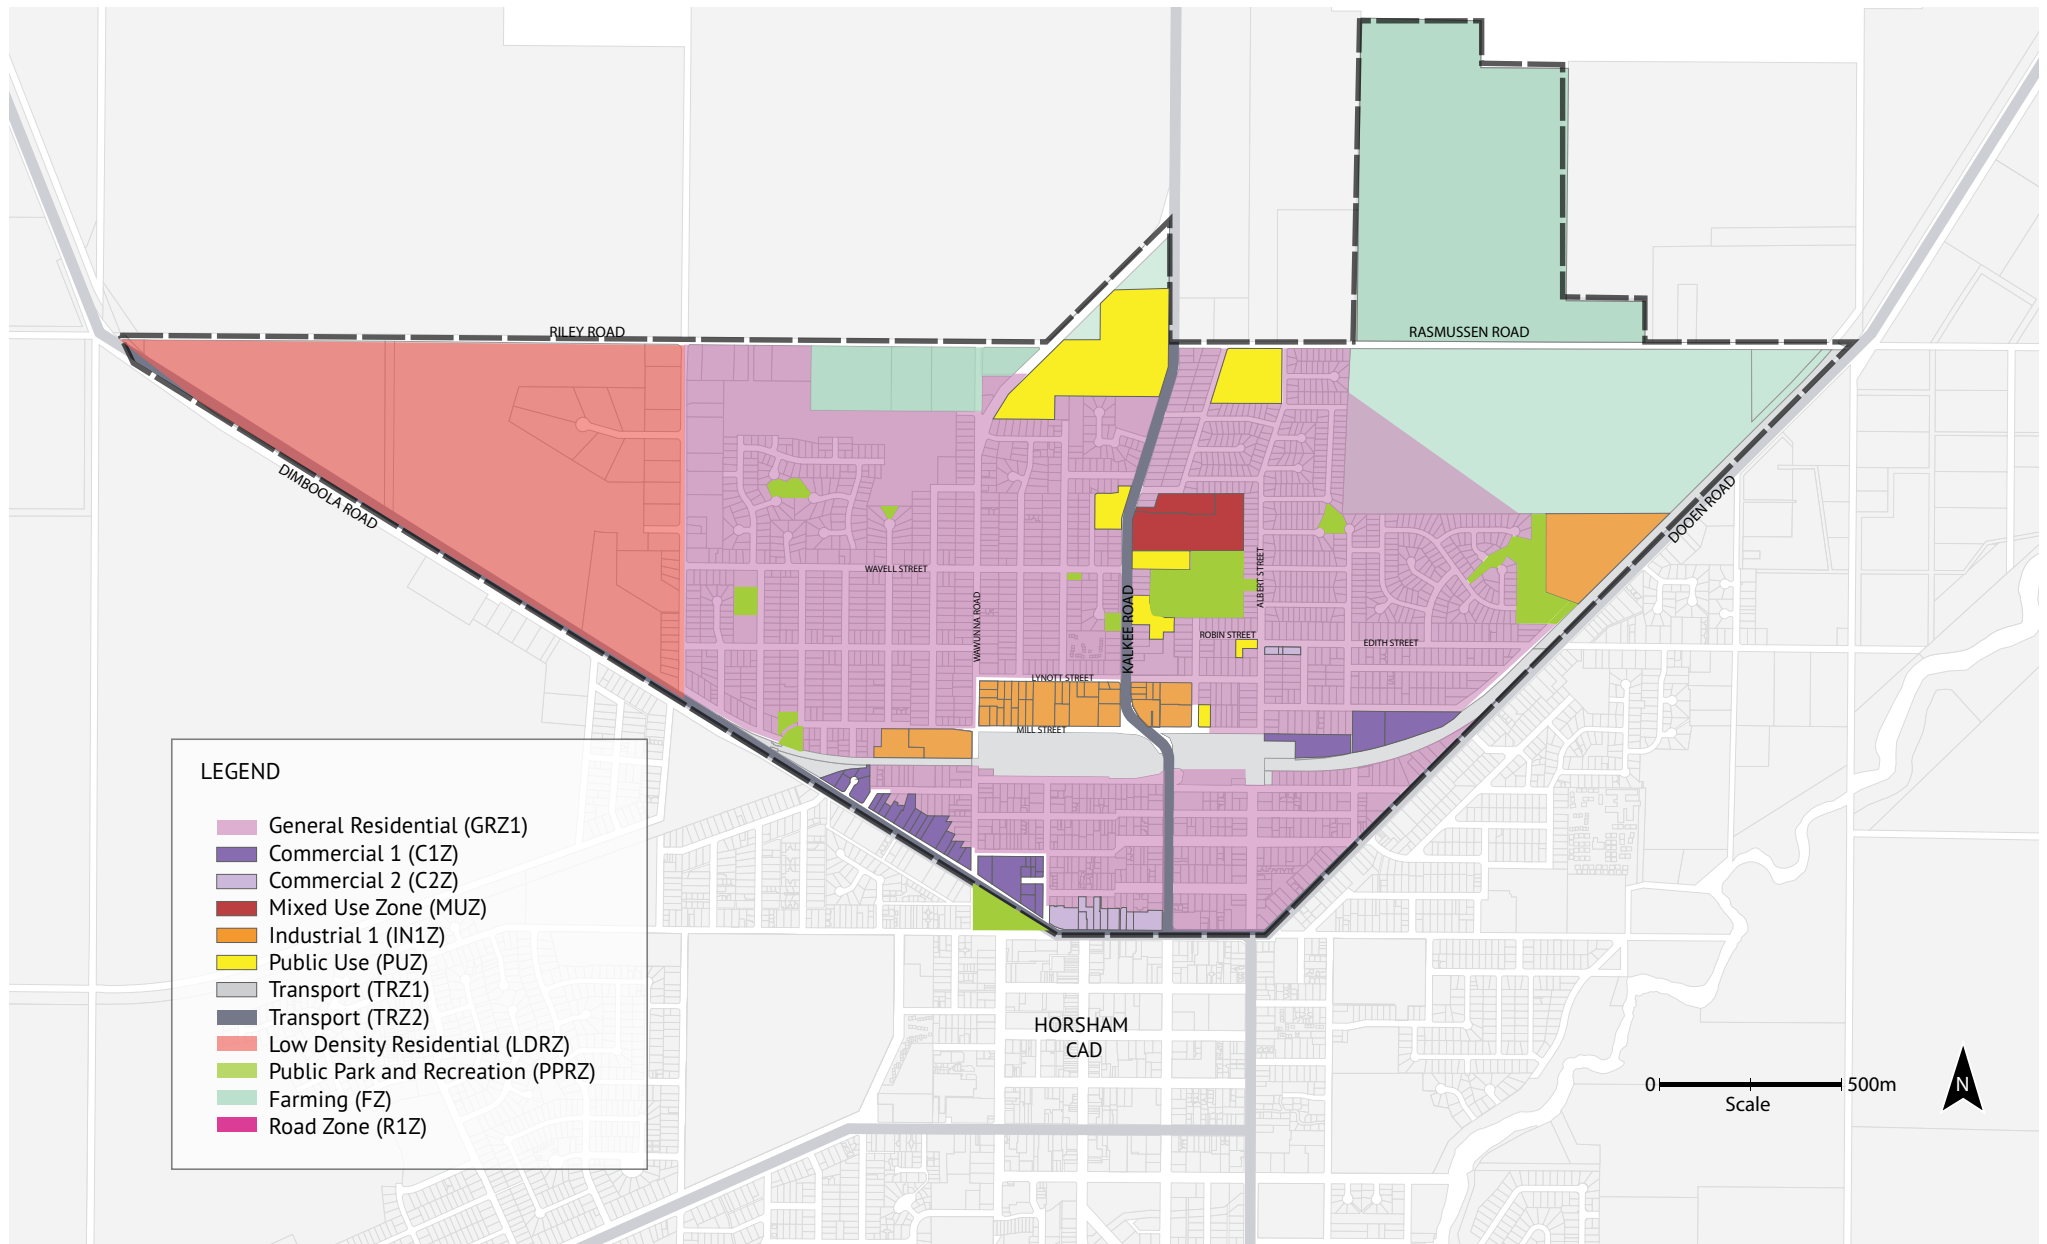 RILEY ROAD
RASMUSSEN ROAD
DIMBOOLA ROAD
DOOEN ROAD
WAVELL STREET
WAWUNNA ROAD
KALKEE ROAD
ALBERT STREET
ROBIN STREET
EDITH STREET
LYNOTT STREET
MILL STREET
LEGEND
General Residential (GRZ1)
Commercial 1 (C1Z)
Commercial 2 (C2Z)
Mixed Use Zone (MUZ)
Industrial 1 (IN1Z)
Public Use (PUZ)
Transport (TRZ1)
Transport (TRZ2)
Low Density Residential (LDRZ)
Public Park and Recreation (PPRZ)
Farming (FZ)
Road Zone (R1Z)
HORSHAM
CAD
0 500m
Scale
N